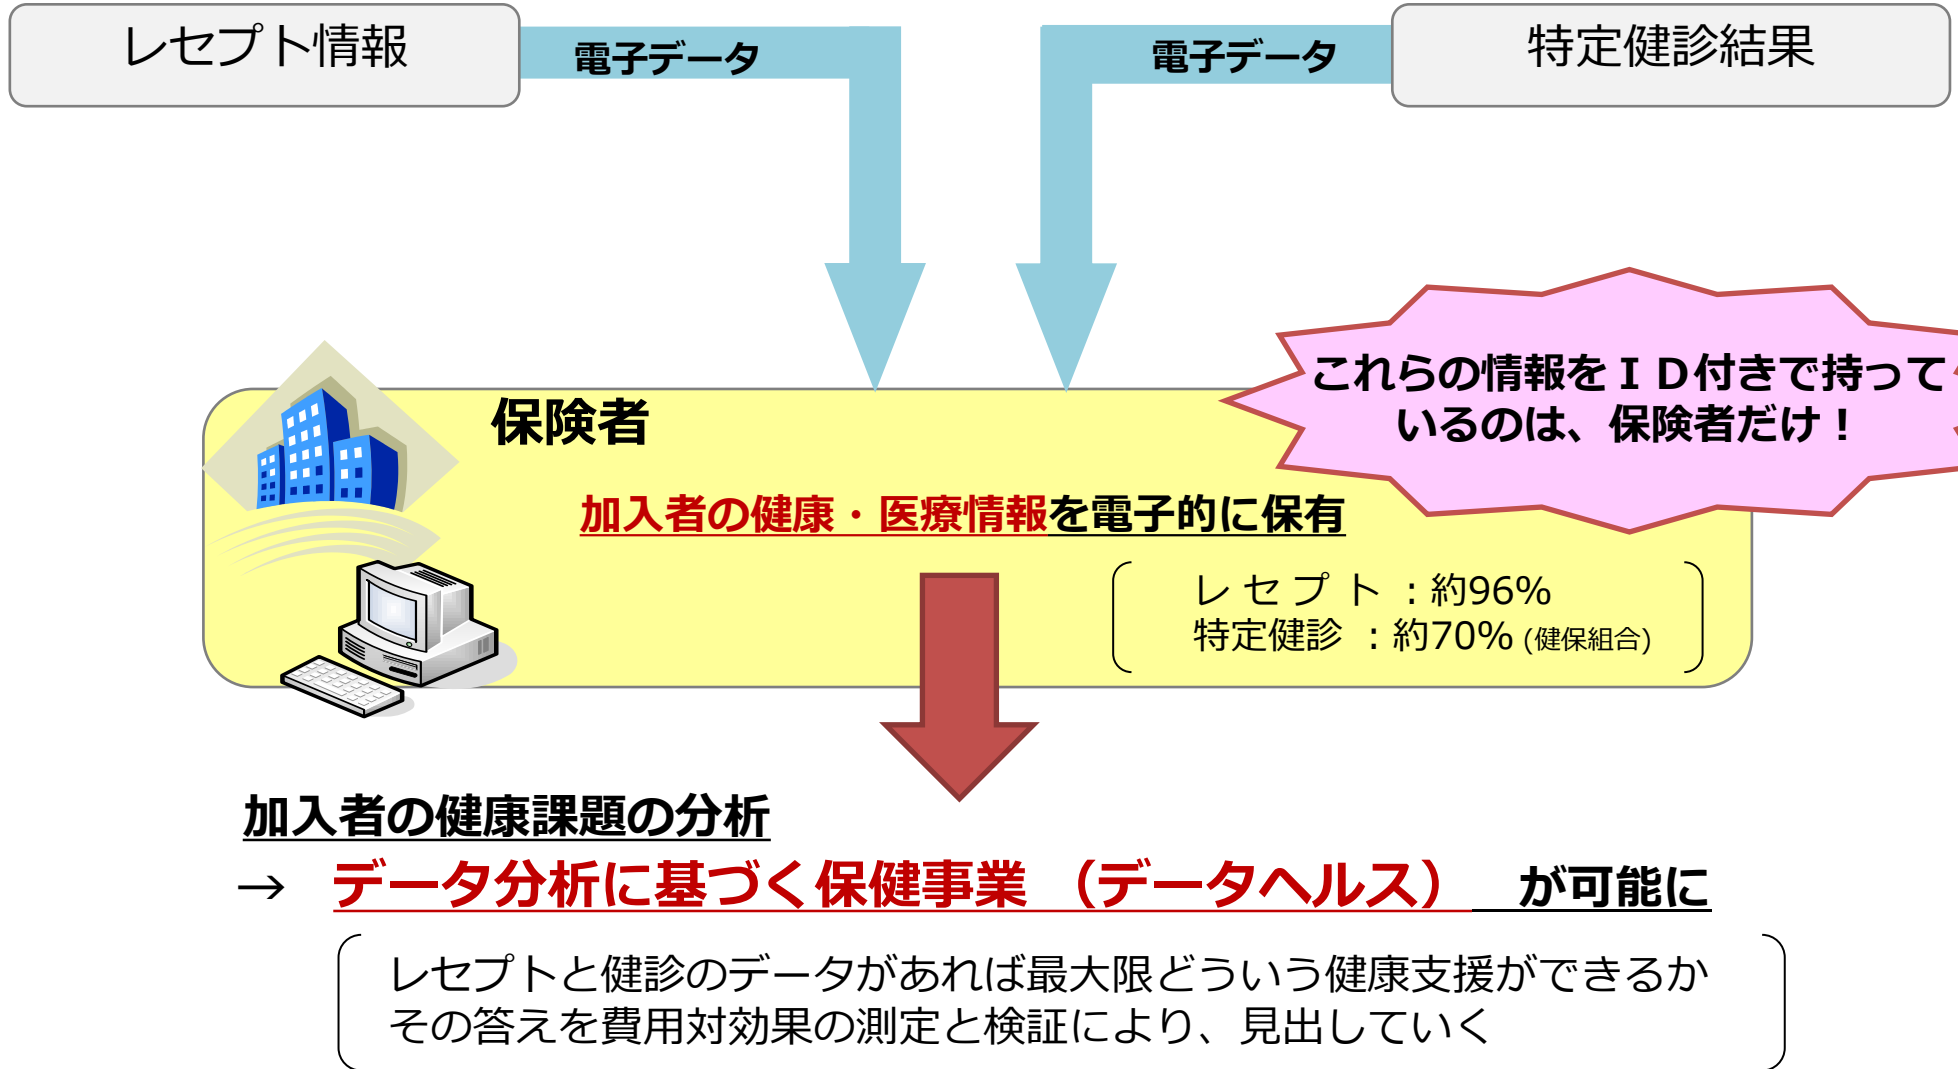 レセプト情報
電子データ
電子データ
特定健診結果
これらの情報をＩＤ付きで持って
いるのは、保険者だけ！
保険者
加入者の健康・医療情報を電子的に保有
レ セ プ ト ：約96%
特定健診 ：約70% (健保組合)
加入者の健康課題の分析
→ データ分析に基づく保健事業 （データヘルス） が可能に
レセプトと健診のデータがあれば最大限どういう健康支援ができるか
その答えを費用対効果の測定と検証により、見出していく